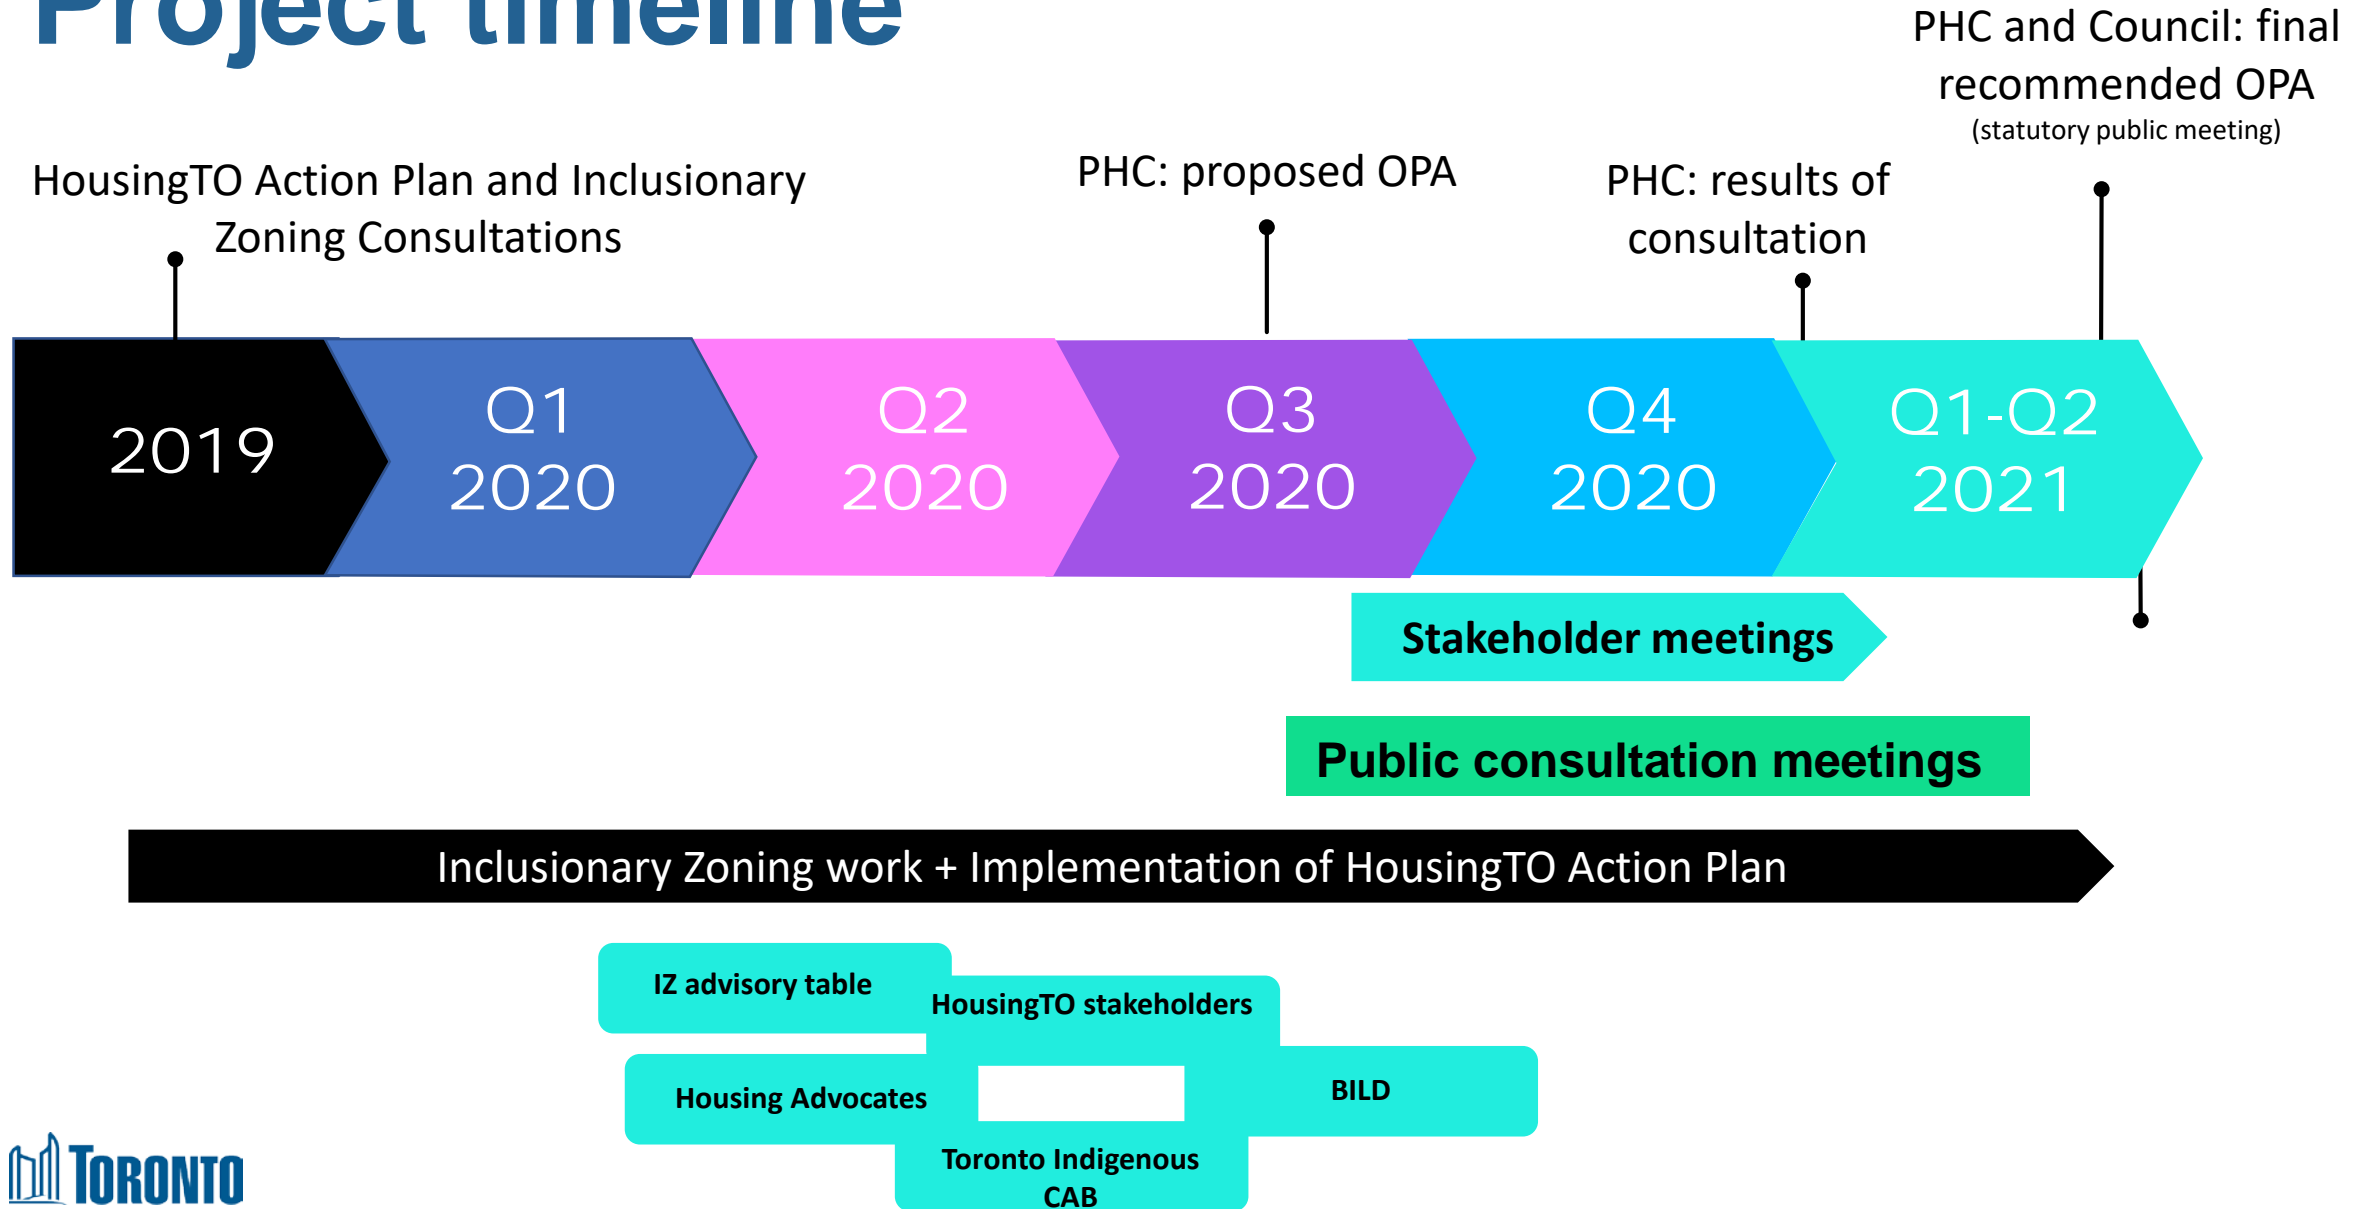 Project timeline
PHC and Council: final
recommended OPA
(statutory public meeting)
HousingTO Action Plan and Inclusionary
Zoning Consultations
PHC: proposed OPA
PHC: results of
consultation
2019
Q1
2020
Q2
2020
Q3
2020
Q4
2020
Q1-Q2
2021
Stakeholder meetings
Public consultation meetings
Inclusionary Zoning work + Implementation of HousingTO Action Plan
IZ advisory table
HousingTO stakeholders
Housing Advocates
BILD
Toronto Indigenous
CAB
TORONTO